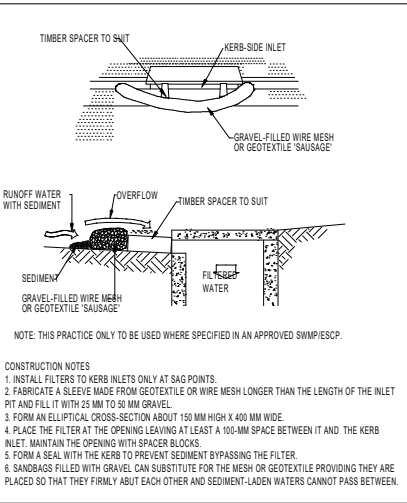 TIMBER SPACER TO SUIT
KERB-SIDE INLET
GRAVEL-FILLED WIRE MESH
OR GEOTEXTILE 'SAUSAGE'
RUNOFF WATER
WITH SEDIMENT
OVERFLOW
TIMBER SPACER TO SUIT
SEDIMENT
FILTERED
WATER
GRAVEL-FILLED WIRE MESH
OR GEOTEXTILE 'SAUSAGE'
NOTE: THIS PRACTICE ONLY TO BE USED WHERE SPECIFIED IN AN APPROVED SWMP/ESCP.
CONSTRUCTION NOTES
1. INSTALL FILTERS TO KERB INLETS ONLY AT SAG POINTS.
2. FABRICATE A SLEEVE MADE FROM GEOTEXTILE OR WIRE MESH LONGER THAN THE LENGTH OF THE INLET
PIT AND FILL IT WITH 25 MM TO 50 MM GRAVEL.
3. FORM AN ELLIPTICAL CROSS-SECTION ABOUT 150 MM HIGH X 400 MM WIDE.
4. PLACE THE FILTER AT THE OPENING LEAVING AT LEAST A 100-MM SPACE BETWEEN IT AND THE KERB
INLET. MAINTAIN THE OPENING WITH SPACER BLOCKS.
5. FORM A SEAL WITH THE KERB TO PREVENT SEDIMENT BYPASSING THE FILTER.
6. SANDBAGS FILLED WITH GRAVEL CAN SUBSTITUTE FOR THE MESH OR GEOTEXTILE PROVIDING THEY ARE
PLACED SO THAT THEY FIRMLY ABUT EACH OTHER AND SEDIMENT-LADEN WATERS CANNOT PASS BETWEEN.